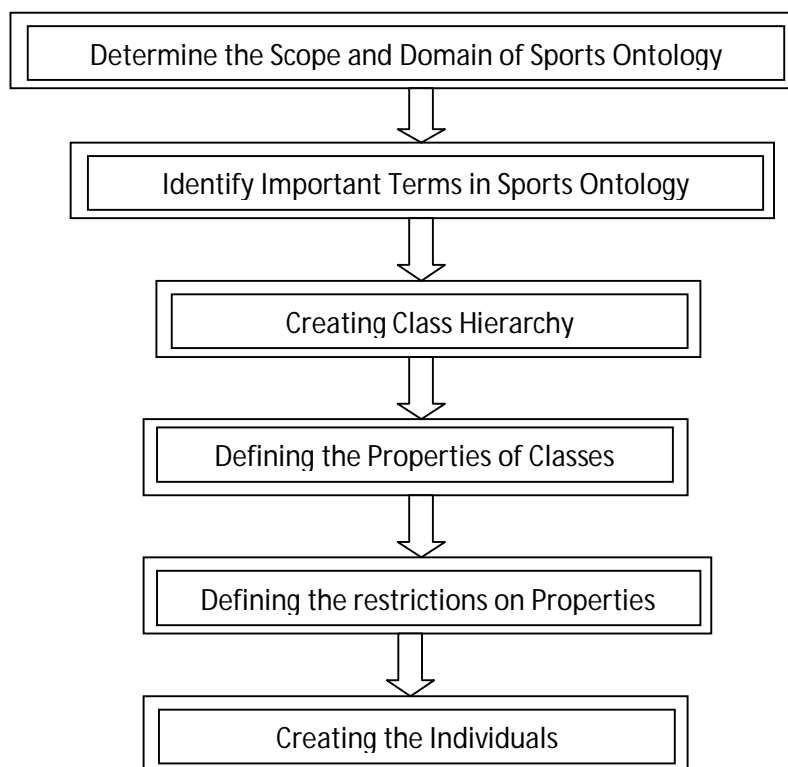 Determine the Scope and Domain of Sports Ontology
Identify Important Terms in Sports Ontology
Creating Class Hierarchy
Defining the Properties of Classes
Defining the restrictions on Properties
Creating the Individuals